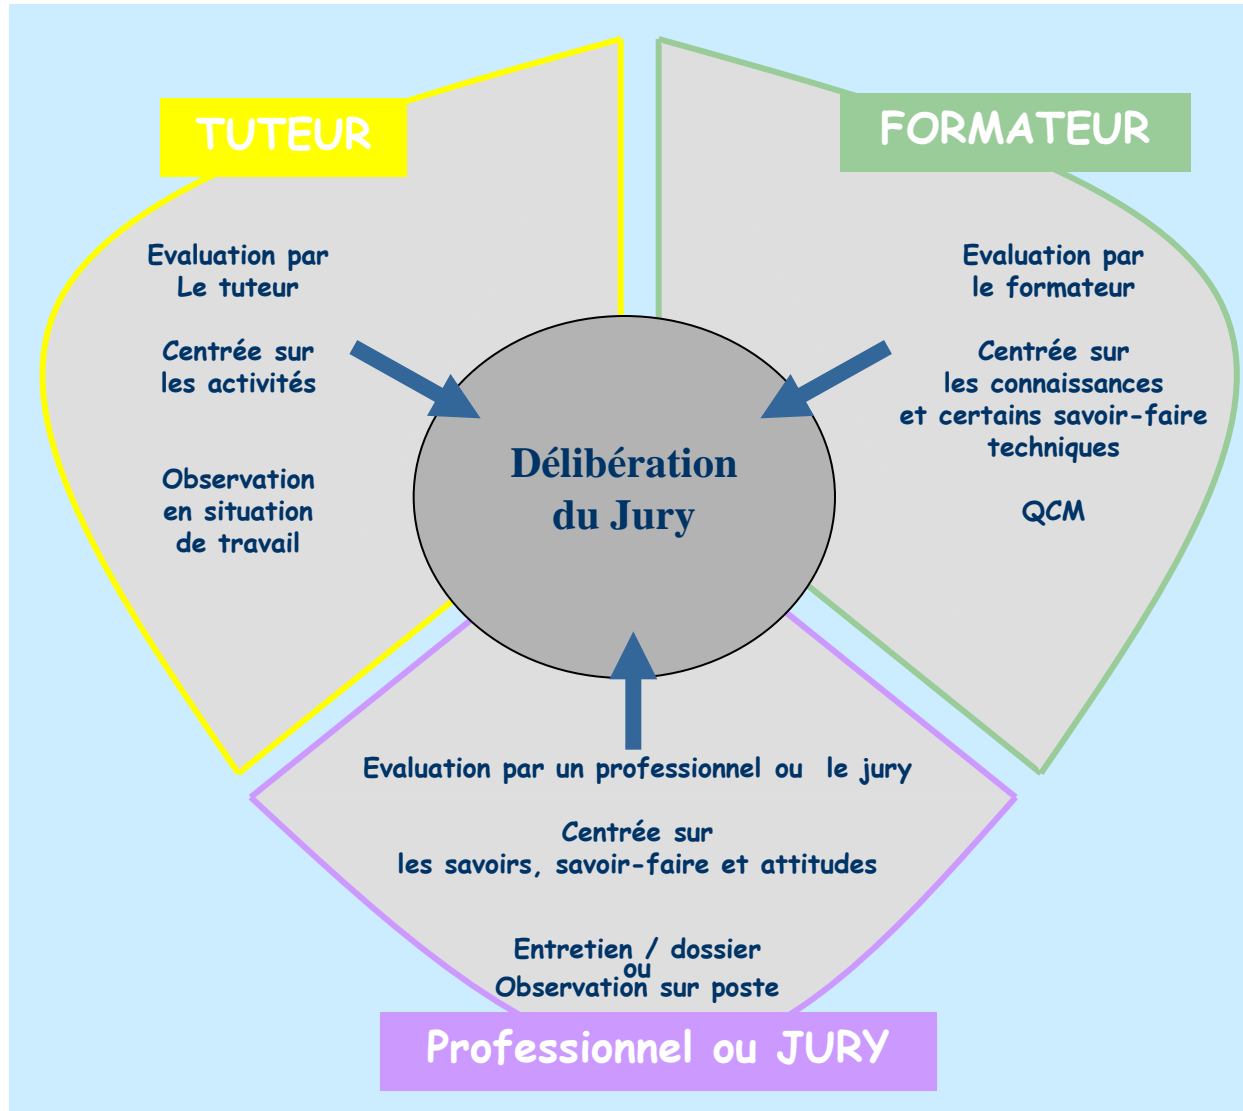 TUTEUR
Evaluation par
Le tuteur
Centrée sur
les activités
Observation
en situation
de travail
FORMATEUR
Evaluation par
le formateur
Centrée sur
les connaissances
et certains savoir-faire
techniques
QCM
Délibération
du Jury
Evaluation par un professionnel ou le jury
Centrée sur
les savoirs, savoir-faire et attitudes
Entretien / dossier
ou
Observation sur poste
Professionnel ou JURY